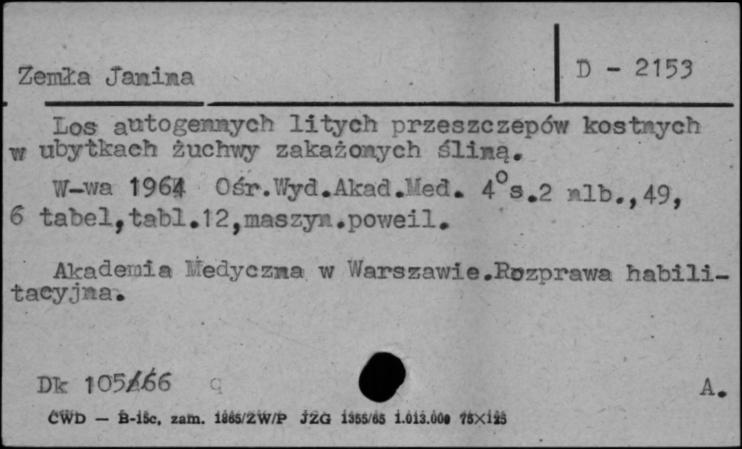 Zemła Janina
D - 2153
Los autogennych litych przeszczepów kostnych
w ubytkach żuchwy zakażonych śliną.
W-wa 1964 Ośr.Wyd.Akad.Med. 4°s.2 nlb.,49,
6 tabel,tabl.12,maszyn.poweil.
Akademia Medyczna w Warszawie.Rozprawa habili-
tacyjna.
Dk 105/66 q
A.
CWD — B-15c, zam. 1865/ZW/P JZG 1355/65 1.013.000 75X125